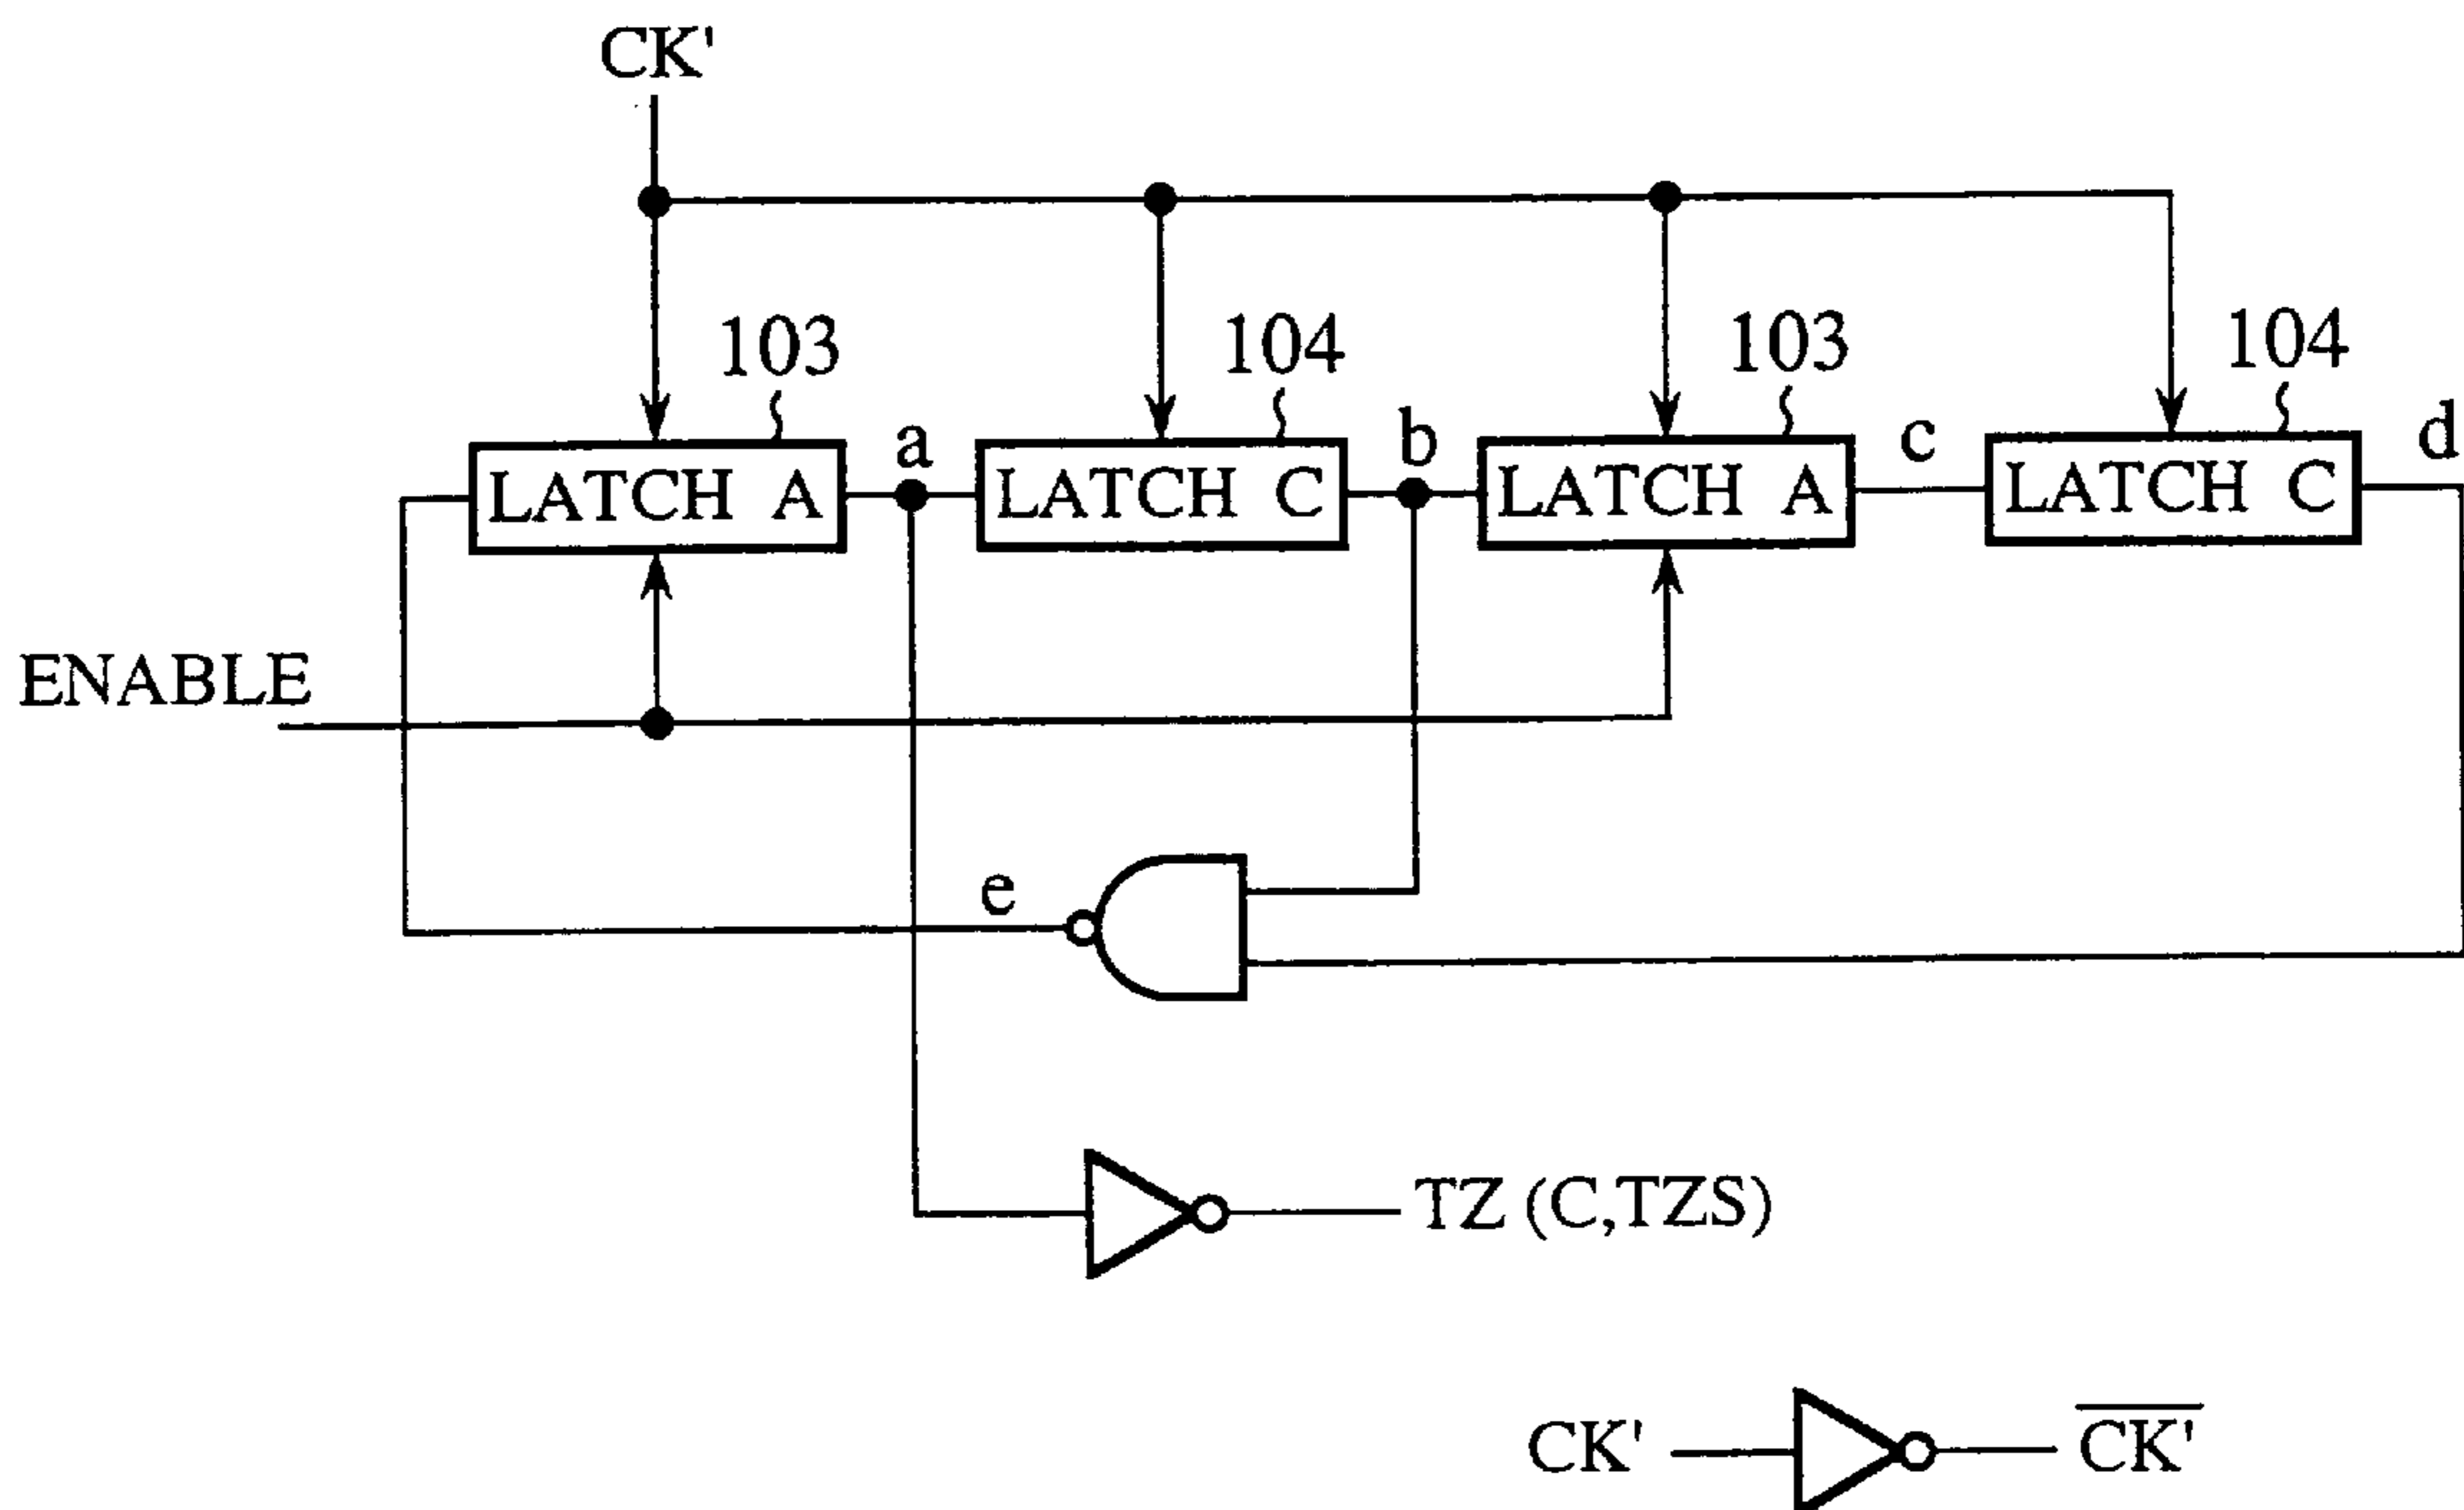 CK'
103
104
103
104
a
b
c
d
LATCH A
LATCH C
LATCH A
LATCH C
ENABLE
e
TZ (C,TZS)
CK'
CK'